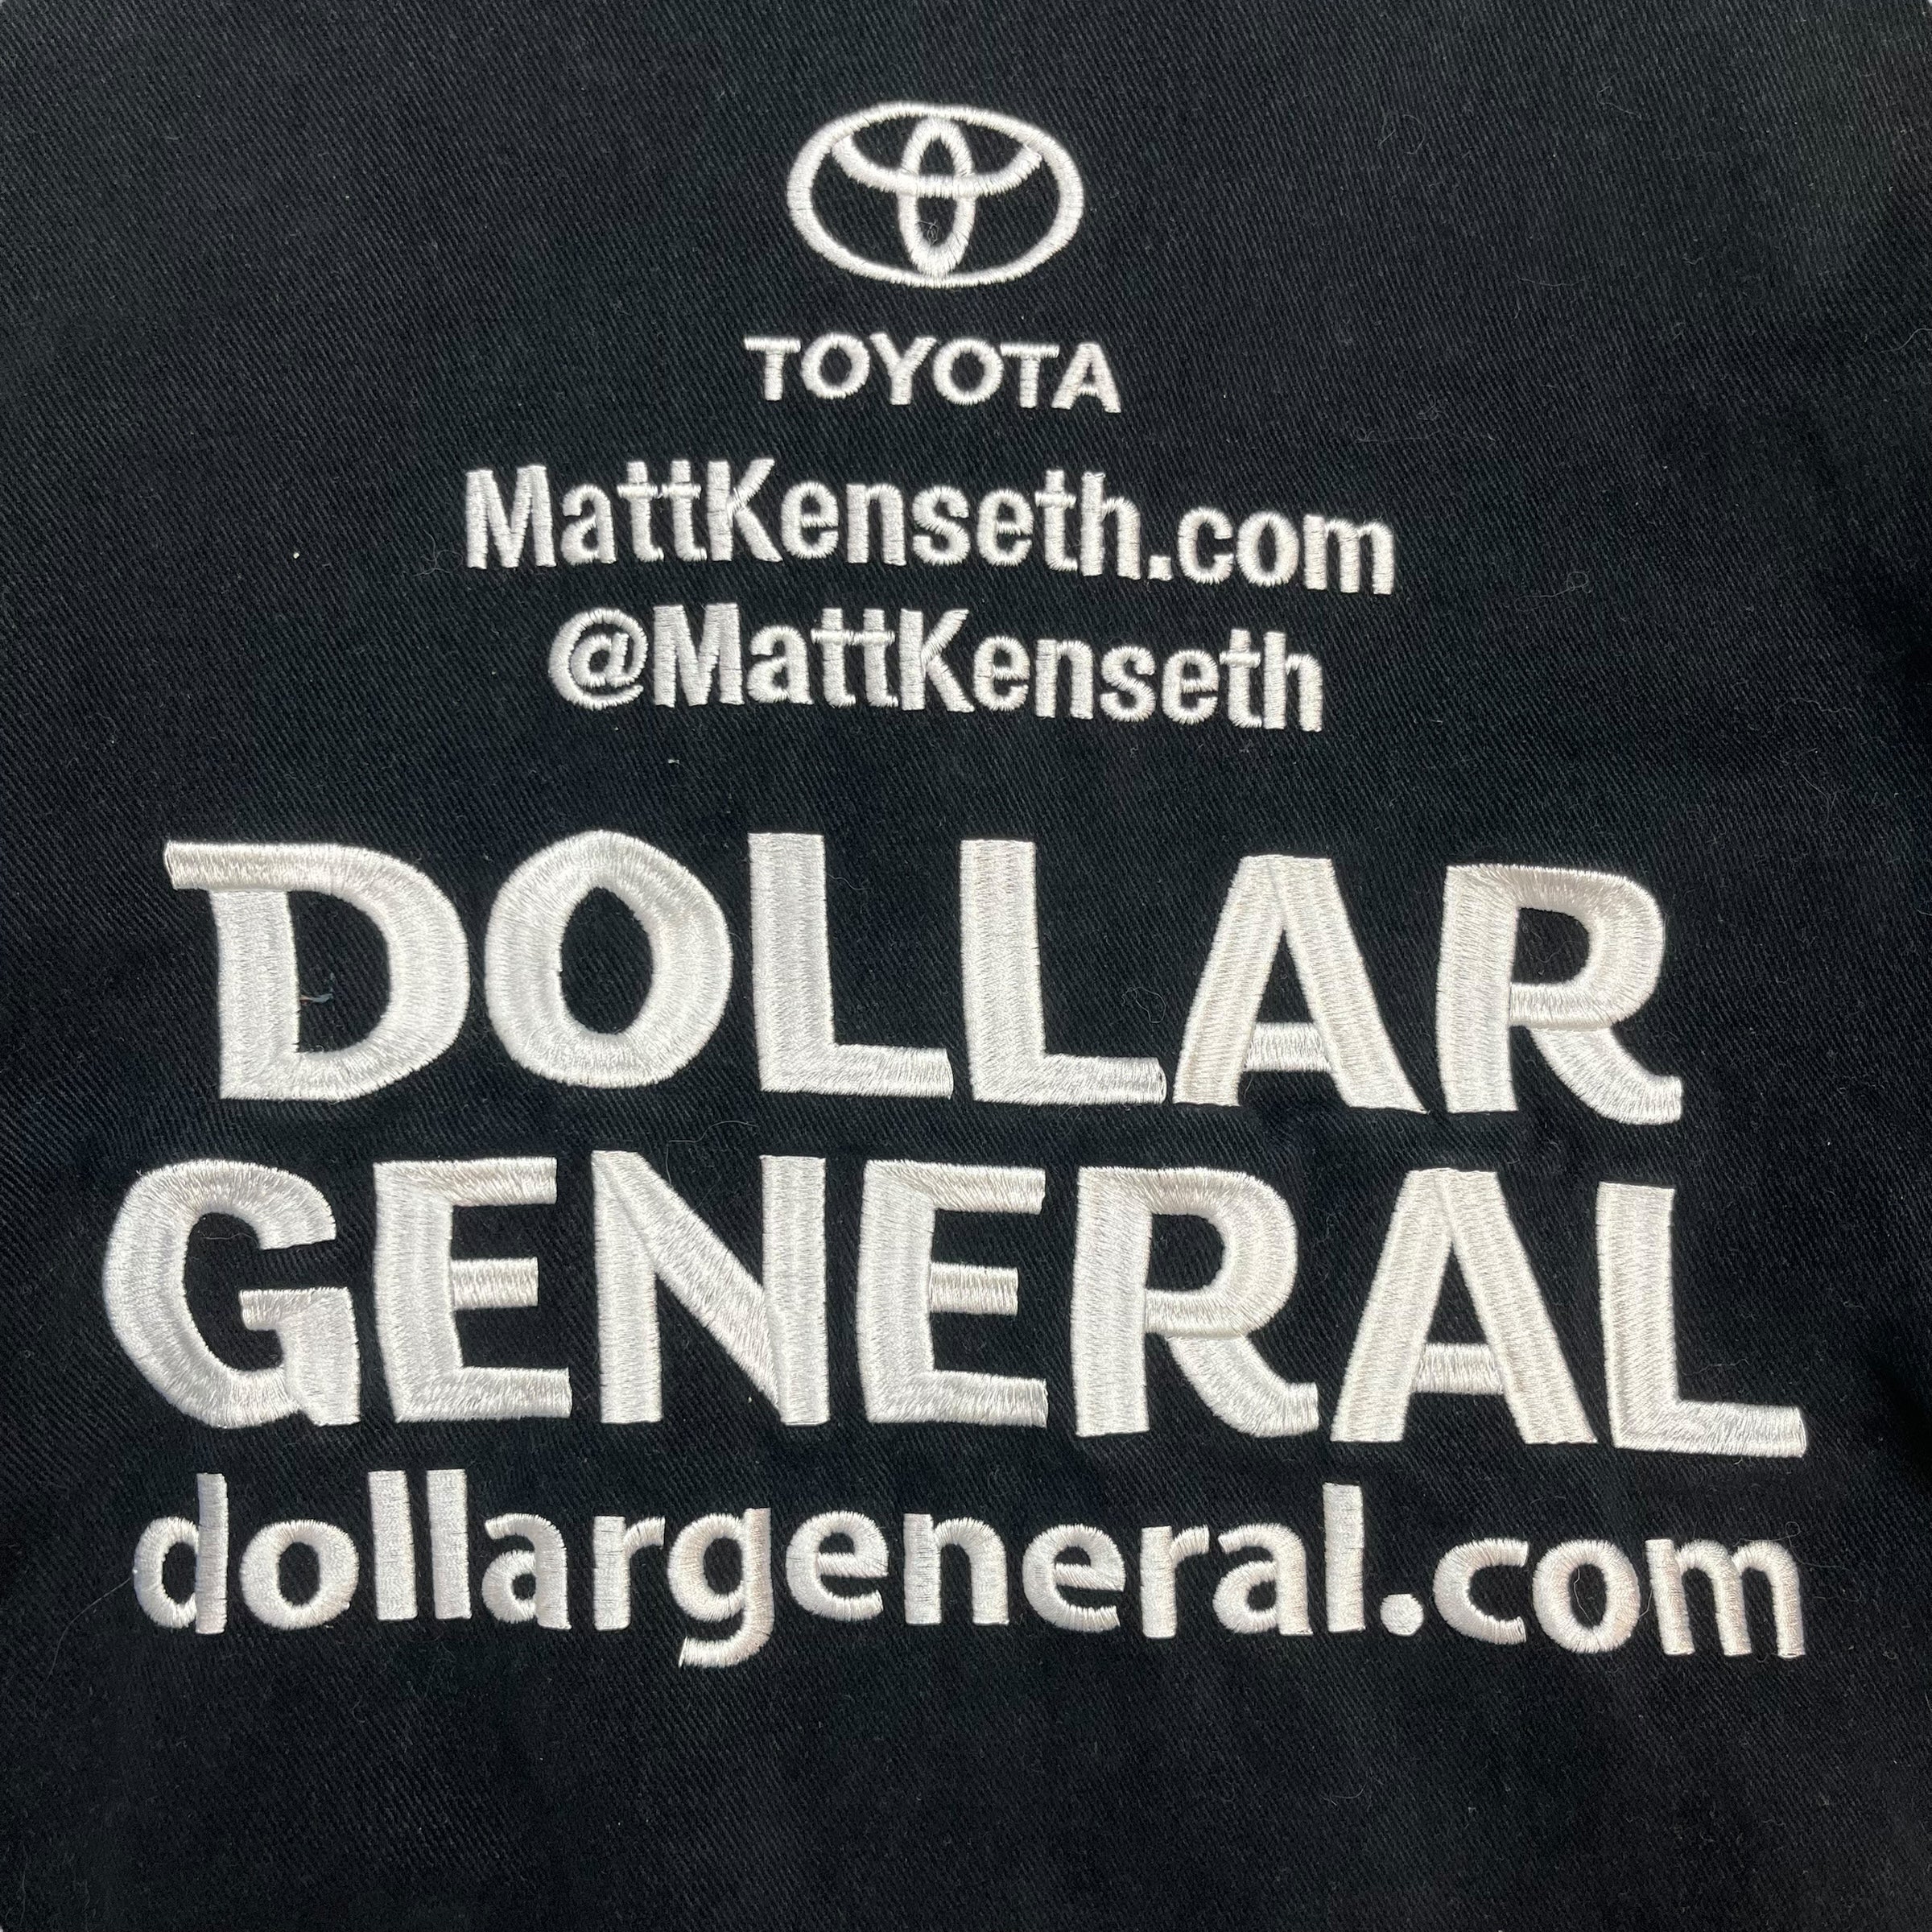 TOYOTA
MattKenseth.com
@MattKenseth
DOLLAR
GENERAL
dollargeneral.com